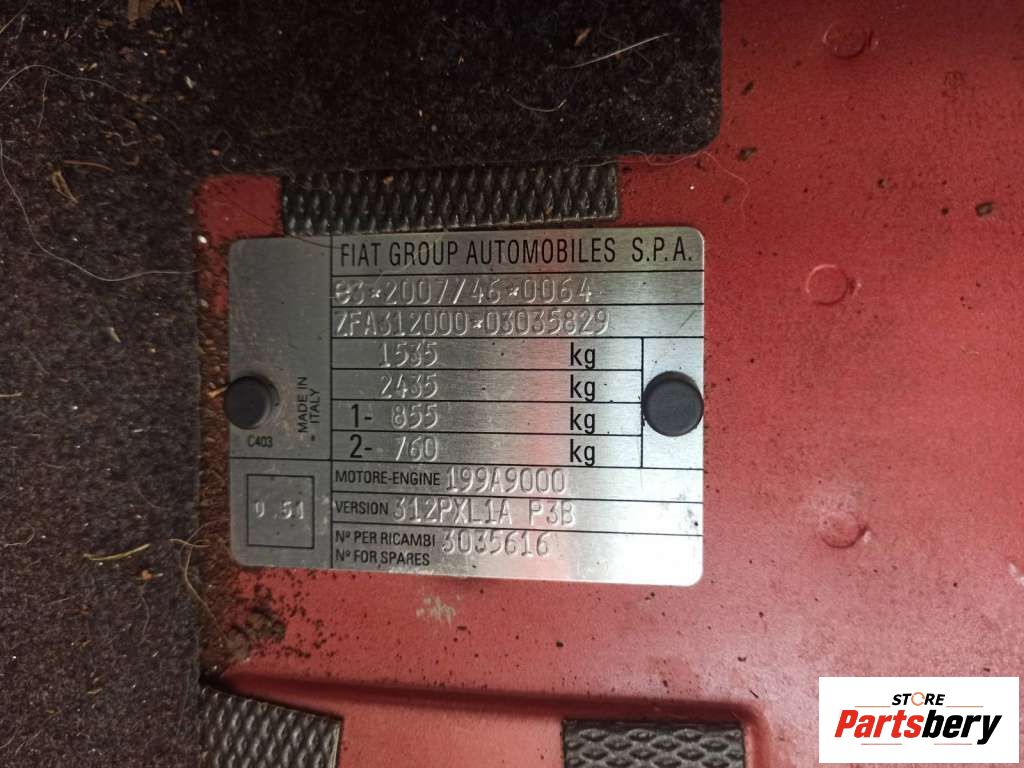 FIAT GROUP AUTOMOBILES S.P.A.
e3*2007/46*0064
ZFA312000*03035829
1535 kg
2435 kg
1- 855 kg
2- 760 kg
MADE IN
ITALY
C403
0.51
MOTORE-ENGINE 199A9000
VERSION 312PXL1A P3B
Nº PER RICAMBI 3035616
Nº FOR SPARES
STORE
Partsbery